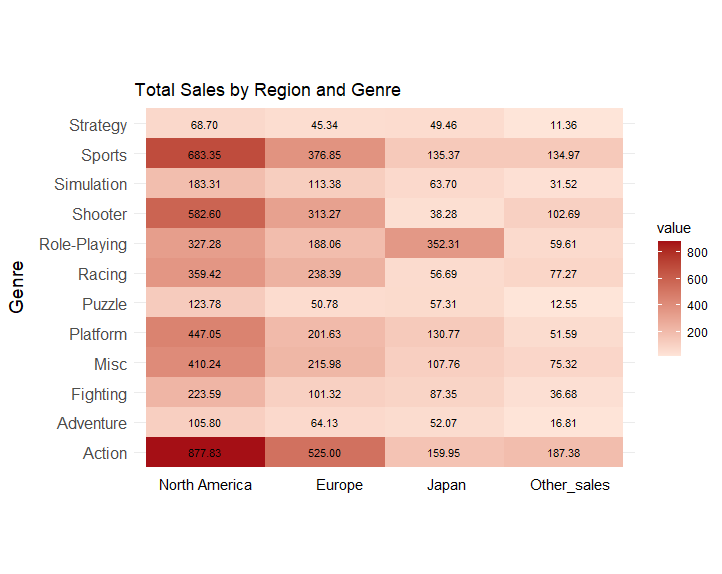 Total Sales by Region and Genre
Genre
Strategy 68.70 45.34 49.46 11.36
Sports 683.35 376.85 135.37 134.97
Simulation 183.31 113.38 63.70 31.52
Shooter 582.60 313.27 38.28 102.69
Role-Playing 327.28 188.06 352.31 59.61
Racing 359.42 238.39 56.69 77.27
Puzzle 123.78 50.78 57.31 12.55
Platform 447.05 201.63 130.77 51.59
Misc 410.24 215.98 107.76 75.32
Fighting 223.59 101.32 87.35 36.68
Adventure 105.80 64.13 52.07 16.81
Action 877.83 525.00 159.95 187.38
North America Europe Japan Other_sales
value
800
600
400
200